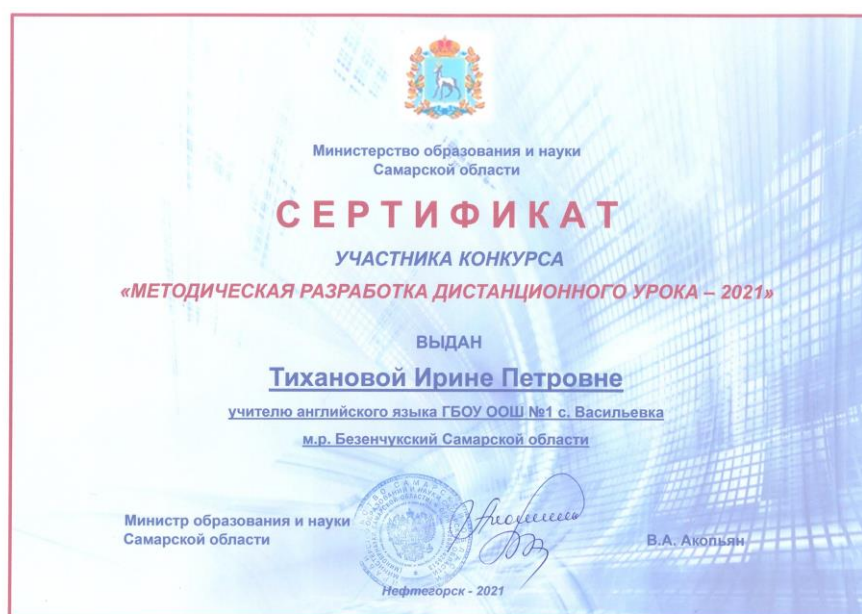 Министерство образования и науки
Самарской области
СЕРТИФИКАТ
УЧАСТНИКА КОНКУРСА
«МЕТОДИЧЕСКАЯ РАЗРАБОТКА ДИСТАНЦИОННОГО УРОКА – 2021»
ВЫДАН
Тихановой Ирине Петровне
учителю английского языка ГБОУ ООШ №1 с. Васильевка
м.р. Безенчукский Самарской области
Министр образования и науки
Самарской области
В.А. Акопьян
Нефтегорск - 2021